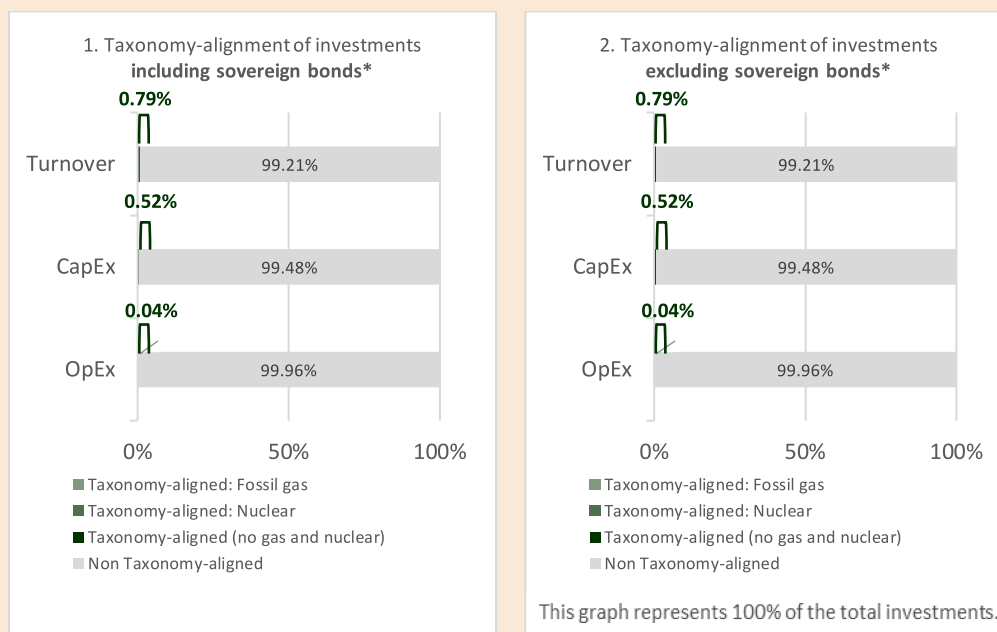 1. Taxonomy-alignment of investments
including sovereign bonds*
0.79%
Turnover
99.21%
0.52%
CapEx
99.48%
0.04%
OpEx
99.96%
0%
50%
100%
Taxonomy-aligned: Fossil gas
Taxonomy-aligned: Nuclear
Taxonomy-aligned (no gas and nuclear)
Non Taxonomy-aligned
2. Taxonomy-alignment of investments
excluding sovereign bonds*
0.79%
Turnover
99.21%
0.52%
CapEx
99.48%
0.04%
OpEx
99.96%
0%
50%
100%
Taxonomy-aligned: Fossil gas
Taxonomy-aligned: Nuclear
Taxonomy-aligned (no gas and nuclear)
Non Taxonomy-aligned
This graph represents 100% of the total investments.